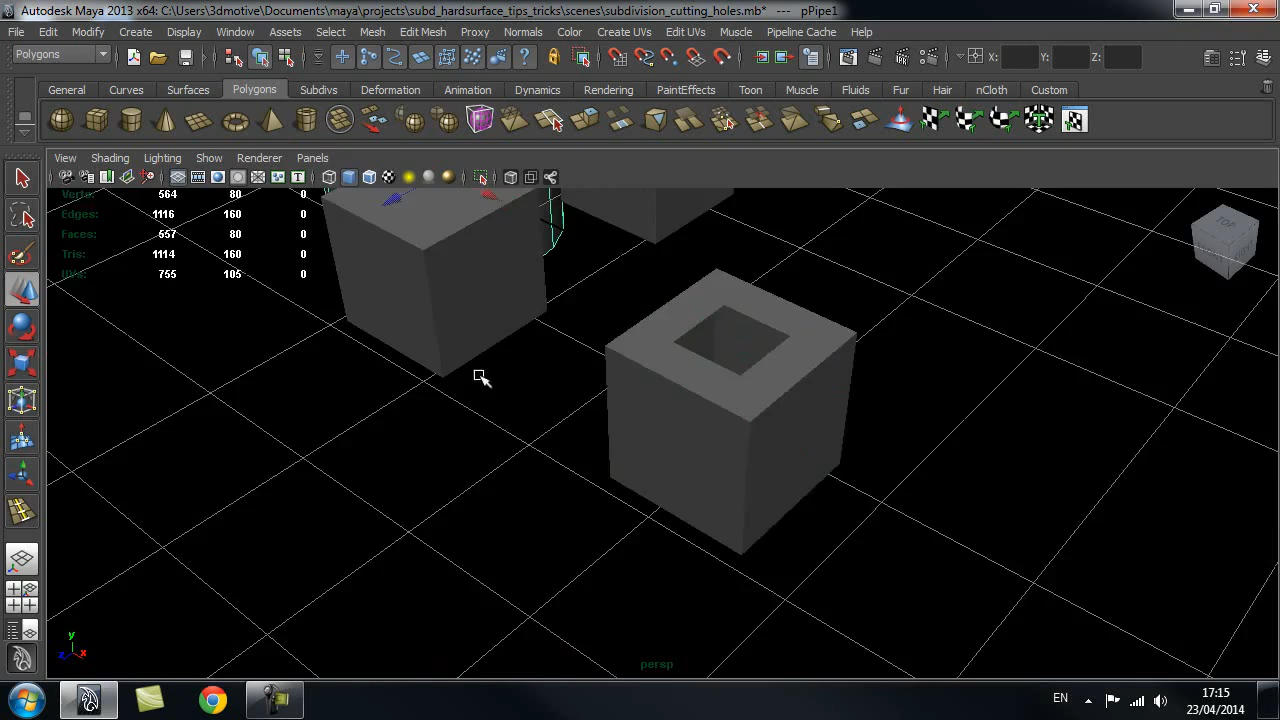 Autodesk Maya 2013 x64: C:\Users\3dmotive\Documents\maya\projects\subd_hardsurface_tips_tricks\scenes\subdivision_cutting_holes.mb* --- pPipe1
File Edit Modify Create Display Window Assets Select Mesh Edit Mesh Proxy Normals Color Create UVs Edit UVs Muscle Pipeline Cache Help
Polygons X: Y: Z:
General Curves Surfaces Polygons Subdivs Deformation Animation Dynamics Rendering PaintEffects Toon Muscle Fluids Fur Hair nCloth Custom
View Shading Lighting Show Renderer Panels
Verts: 564 80 0
Edges: 1116 160 0
Faces: 557 80 0
Tris: 1114 160 0
UVs: 755 105 0
TOP
y
z x
persp
EN 17:15
23/04/2014